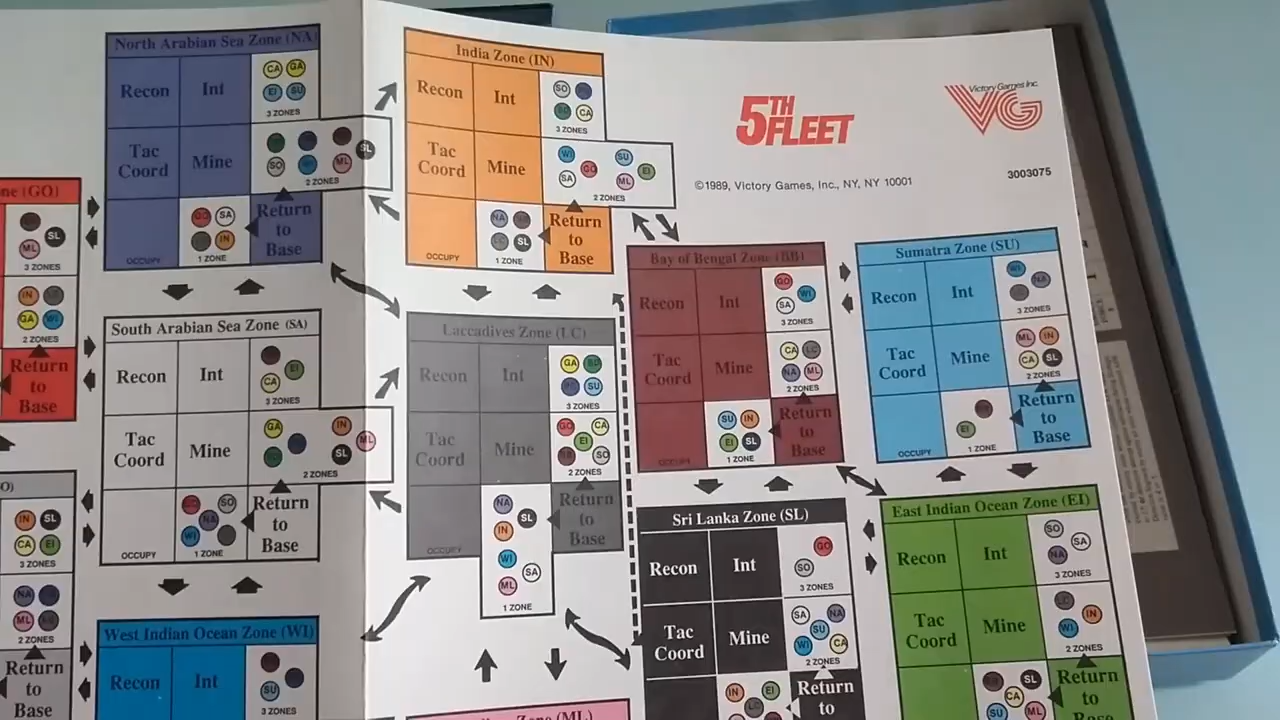 North Arabian Sea Zone (NA)
Recon
Int
CA
GA
EI
SU
3 ZONES
Tac
Coord
Mine
SO
ML
SL
2 ZONES
OCCUPY
SA
IN
1 ZONE
Return
to
Base
India Zone (IN)
Recon
Int
SO
CA
3 ZONES
Tac
Coord
Mine
WI
GO
SU
EI
SA
ML
2 ZONES
OCCUPY
NA
SL
1 ZONE
Return
to
Base
5TH
FLEET
Victory Games Inc.
VG
©1989, Victory Games, Inc., NY, NY 10001
3003075
(GO)
ML
SL
3 ZONES
IN
GA
WI
2 ZONES
Return
to
Base
South Arabian Sea Zone (SA)
Recon
Int
EI
CA
3 ZONES
Tac
Coord
Mine
GA
IN
ML
SL
2 ZONES
OCCUPY
SO
NA
WI
1 ZONE
Return
to
Base
Laccadives Zone (LC)
Recon
Int
GA
SU
3 ZONES
Tac
Coord
Mine
GO
CA
EI
SO
2 ZONES
OCCUPY
NA
SL
IN
WI
SA
ML
1 ZONE
Return
to
Base
Bay of Bengal Zone (BB)
Recon
Int
GO
WI
SA
3 ZONES
Tac
Coord
Mine
CA
LC
NA
ML
2 ZONES
OCCUPY
SU
IN
EI
SL
1 ZONE
Return
to
Base
Sumatra Zone (SU)
Recon
Int
WI
NA
3 ZONES
Tac
Coord
Mine
ML
IN
CA
SL
2 ZONES
OCCUPY
EI
1 ZONE
Return
to
Base
IN
SL
CA
EI
3 ZONES
NA
ML
2 ZONES
Return
to
Base
West Indian Ocean Zone (WI)
Recon
Int
SU
3 ZONES
Zone (ML)
Sri Lanka Zone (SL)
Recon
Int
GO
SO
3 ZONES
Tac
Coord
Mine
SA
NA
SU
WI
CA
2 ZONES
IN
EI
LC
Return
to
East Indian Ocean Zone (EI)
Recon
Int
SO
SA
NA
3 ZONES
Tac
Coord
Mine
LC
IN
WI
2 ZONES
SL
CA
SU
ML
Return
to
Base